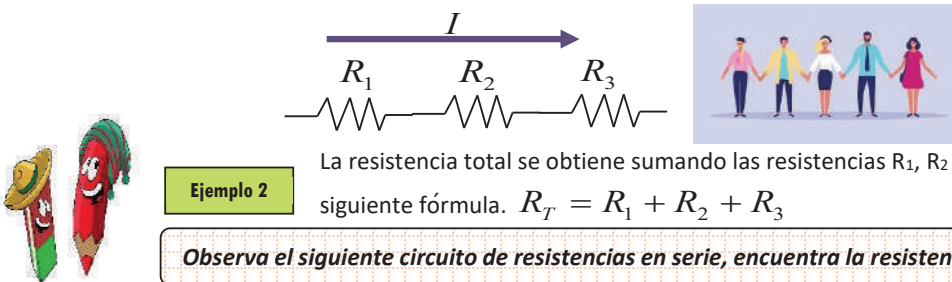 I
R₁ R₂ R₃
La resistencia total se obtiene sumando las resistencias R₁, R₂
Ejemplo 2
siguiente fórmula. R_T = R₁ + R₂ + R₃
Observa el siguiente circuito de resistencias en serie, encuentra la resisten